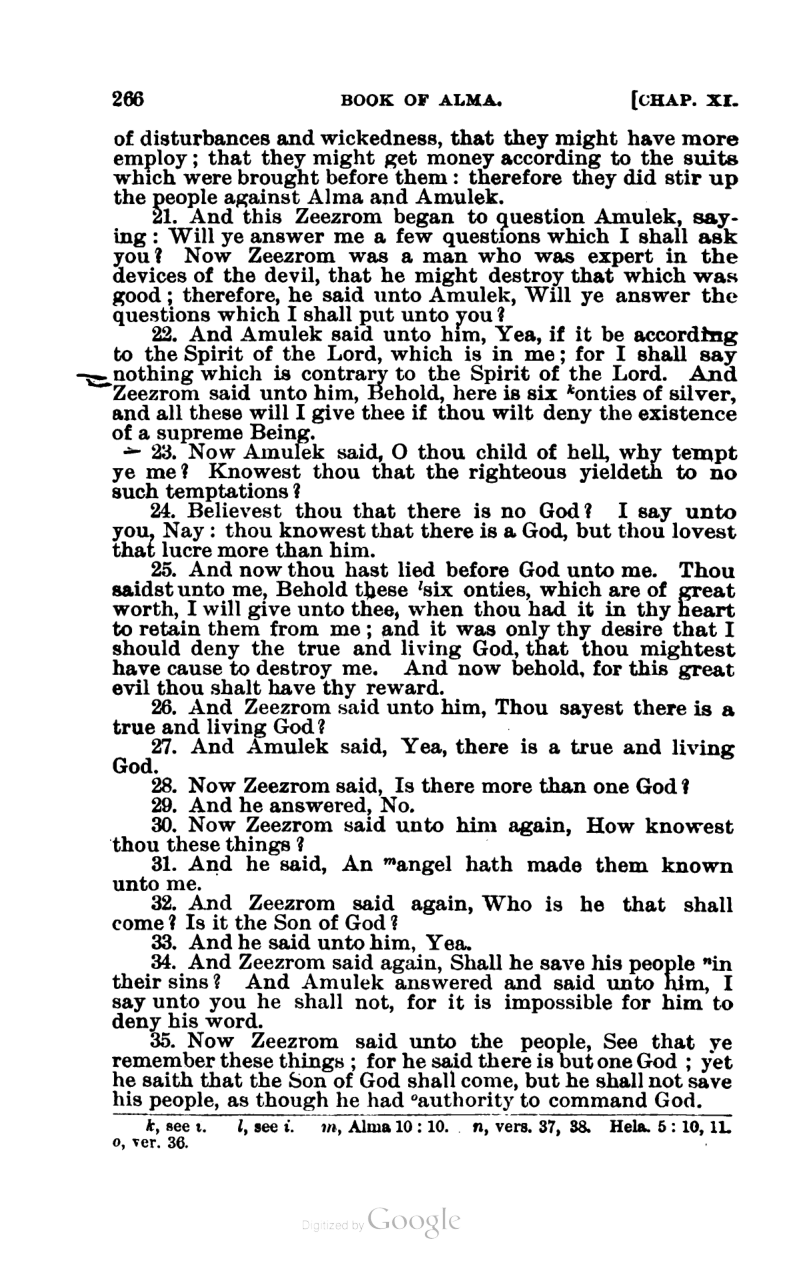 266 BOOK OF ALMA. [CHAP. XI.
of disturbances and wickedness, that they might have more
employ; that they might get money according to the suits
which were brought before them: therefore they did stir up
the people against Alma and Amulek.
21. And this Zeezrom began to question Amulek, say-
ing: Will ye answer me a few questions which I shall ask
you? Now Zeezrom was a man who was expert in the
devices of the devil, that he might destroy that which was
good; therefore, he said unto Amulek, Will ye answer the
questions which I shall put unto you?
22. And Amulek said unto him, Yea, if it be according
to the Spirit of the Lord, which is in me; for I shall say
nothing which is contrary to the Spirit of the Lord. And
Zeezrom said unto him, Behold, here is six konties of silver,
and all these will I give thee if thou wilt deny the existence
of a supreme Being.
23. Now Amulek said, O thou child of hell, why tempt
ye me? Knowest thou that the righteous yieldeth to no
such temptations?
24. Believest thou that there is no God? I say unto
you, Nay: thou knowest that there is a God, but thou lovest
that lucre more than him.
25. And now thou hast lied before God unto me. Thou
saidst unto me, Behold these lsix onties, which are of great
worth, I will give unto thee, when thou had it in thy heart
to retain them from me; and it was only thy desire that I
should deny the true and living God, that thou mightest
have cause to destroy me. And now behold, for this great
evil thou shalt have thy reward.
26. And Zeezrom said unto him, Thou sayest there is a
true and living God?
27. And Amulek said, Yea, there is a true and living
God.
28. Now Zeezrom said, Is there more than one God?
29. And he answered, No.
30. Now Zeezrom said unto him again, How knowest
thou these things?
31. And he said, An mangel hath made them known
unto me.
32. And Zeezrom said again, Who is he that shall
come? Is it the Son of God?
33. And he said unto him, Yea.
34. And Zeezrom said again, Shall he save his people nin
their sins? And Amulek answered and said unto him, I
say unto you he shall not, for it is impossible for him to
deny his word.
35. Now Zeezrom said unto the people, See that ye
remember these things; for he said there is but one God; yet
he saith that the Son of God shall come, but he shall not save
his people, as though he had oauthority to command God.
k, see i. l, see i. m, Alma 10: 10. n, vers. 37, 38. Hela. 5: 10, 11.
o, ver. 36.
Digitized by Google